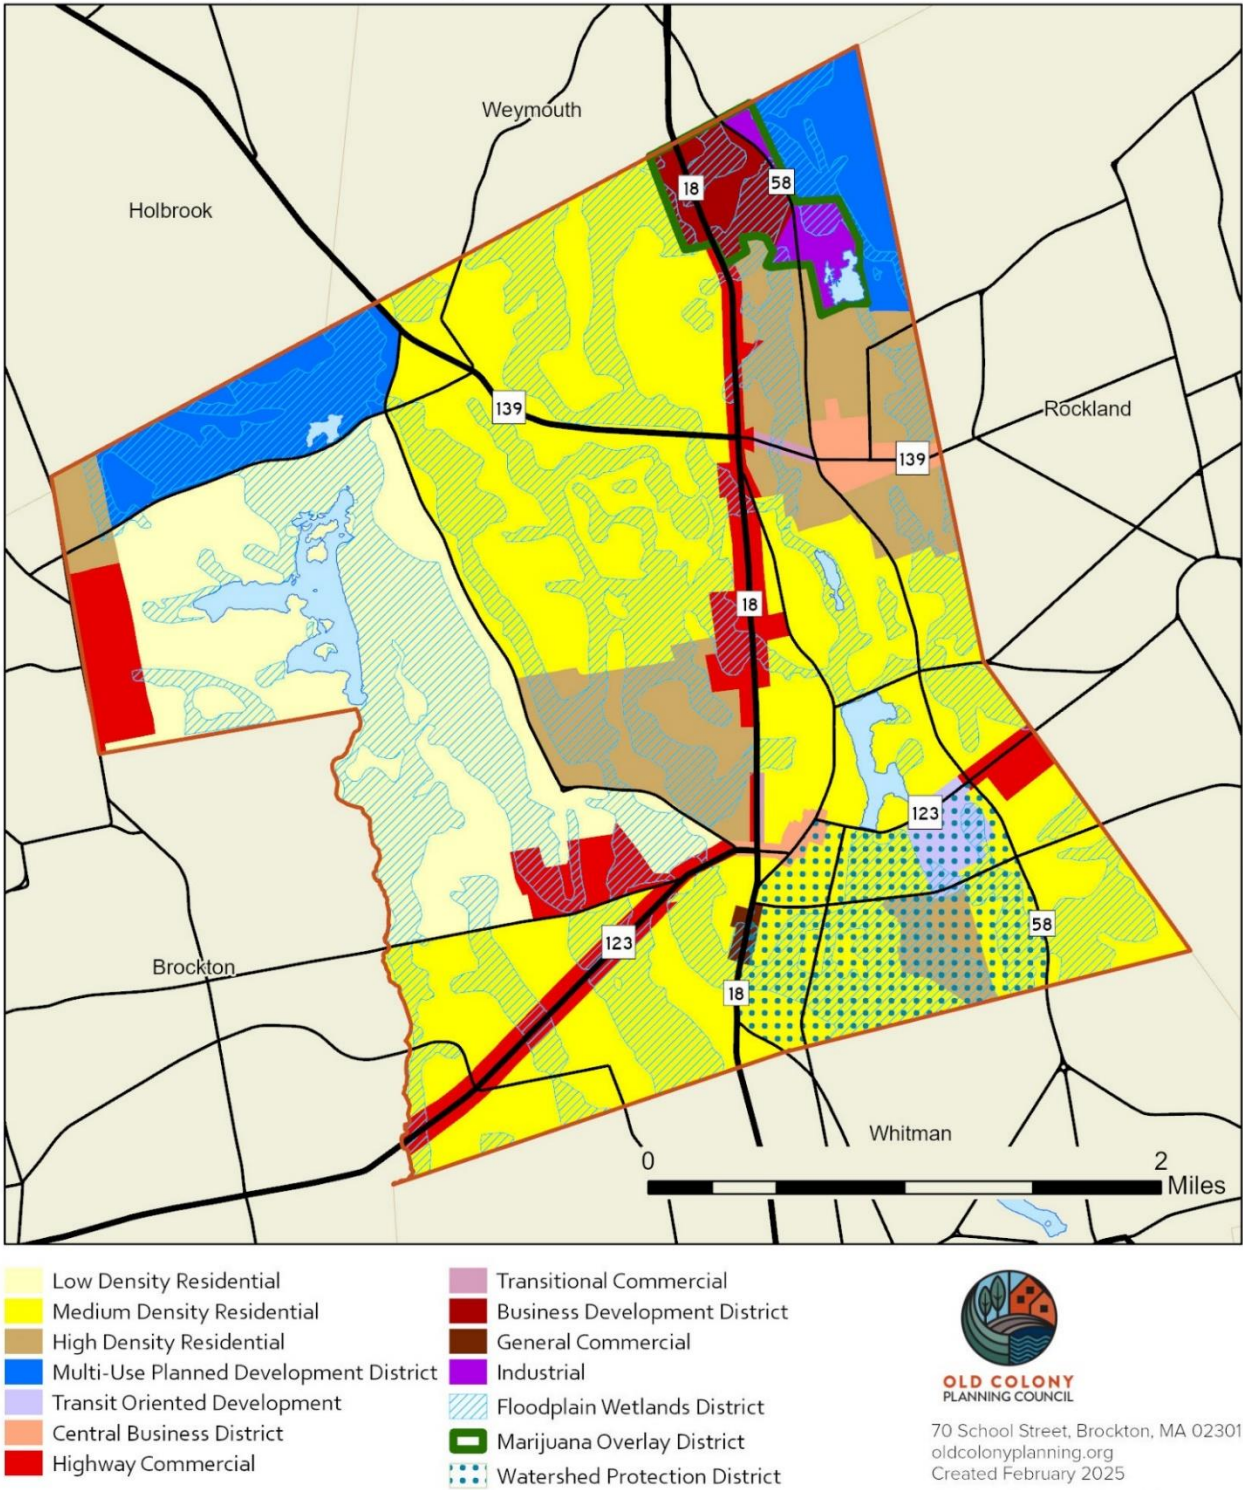 Weymouth
Holbrook
18
58
139
Rockland
139
18
123
58
123
Brockton
18
Whitman
0 2
Miles
Low Density Residential
Medium Density Residential
High Density Residential
Multi-Use Planned Development District
Transit Oriented Development
Central Business District
Highway Commercial
Transitional Commercial
Business Development District
General Commercial
Industrial
Floodplain Wetlands District
Marijuana Overlay District
Watershed Protection District
OLD COLONY
PLANNING COUNCIL
70 School Street, Brockton, MA 02301
oldcolonyplanning.org
Created February 2025